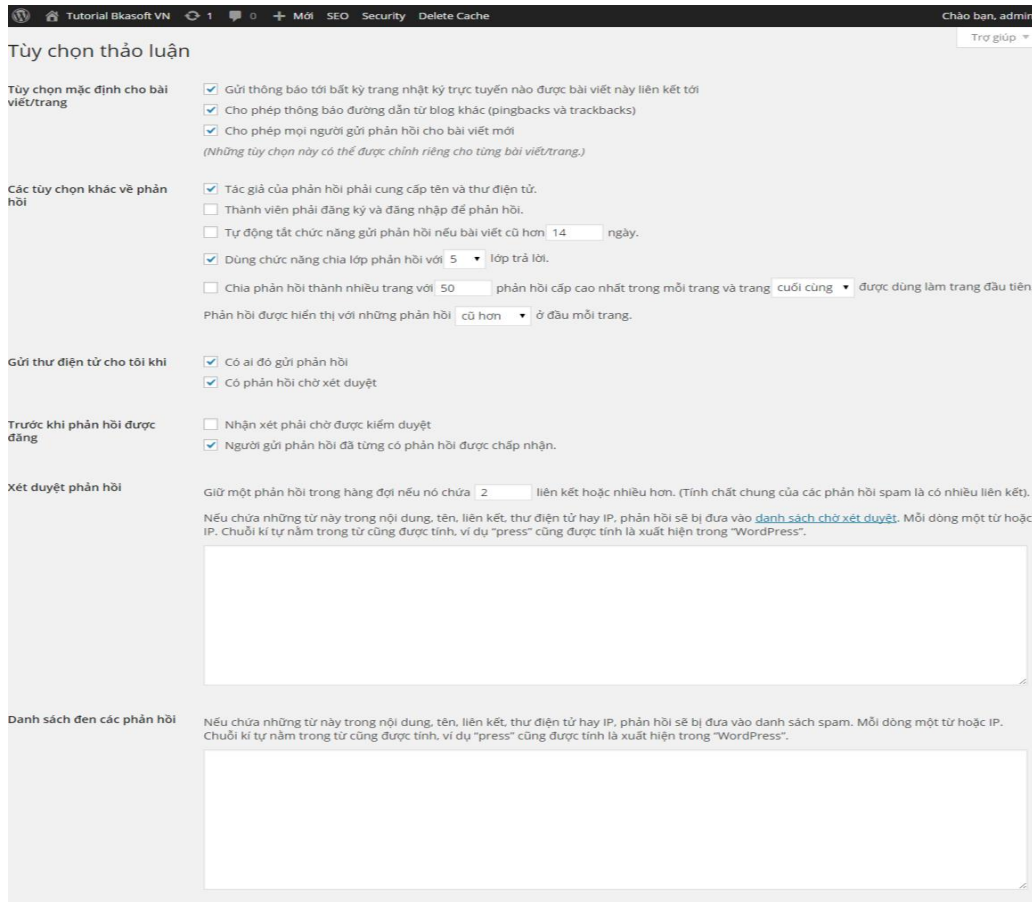 Tutorial Bkasoft VN 1 0 Mới SEO Security Delete Cache Chào bạn, admin
Trợ giúp
Tùy chọn thảo luận
Tùy chọn mặc định cho bài viết/trang
Gửi thông báo tới bất kỳ trang nhật ký trực tuyến nào được bài viết này liên kết tới
Cho phép thông báo đường dẫn từ blog khác (pingbacks và trackbacks)
Cho phép mọi người gửi phản hồi cho bài viết mới
(Những tùy chọn này có thể được chỉnh riêng cho từng bài viết/trang.)
Các tùy chọn khác về phản hồi
Tác giả của phản hồi phải cung cấp tên và thư điện tử.
Thành viên phải đăng ký và đăng nhập để phản hồi.
Tự động tắt chức năng gửi phản hồi nếu bài viết cũ hơn 14 ngày.
Dùng chức năng chia lớp phản hồi với 5 lớp trả lời.
Chia phản hồi thành nhiều trang với 50 phản hồi cấp cao nhất trong mỗi trang và trang cuối cùng được dùng làm trang đầu tiên
Phản hồi được hiển thị với những phản hồi cũ hơn ở đầu mỗi trang.
Gửi thư điện tử cho tôi khi
Có ai đó gửi phản hồi
Có phản hồi chờ xét duyệt
Trước khi phản hồi được đăng
Nhận xét phải chờ được kiểm duyệt
Người gửi phản hồi đã từng có phản hồi được chấp nhận.
Xét duyệt phản hồi
Giữ một phản hồi trong hàng đợi nếu nó chứa 2 liên kết hoặc nhiều hơn. (Tính chất chung của các phản hồi spam là có nhiều liên kết).
Nếu chứa những từ này trong nội dung, tên, liên kết, thư điện tử hay IP, phản hồi sẽ bị đưa vào danh sách chờ xét duyệt. Mỗi dòng một từ hoặc
IP. Chuỗi kí tự nằm trong từ cũng được tính, ví dụ "press" cũng được tính là xuất hiện trong "WordPress".
Danh sách đen các phản hồi
Nếu chứa những từ này trong nội dung, tên, liên kết, thư điện tử hay IP, phản hồi sẽ bị đưa vào danh sách spam. Mỗi dòng một từ hoặc IP.
Chuỗi kí tự nằm trong từ cũng được tính, ví dụ "press" cũng được tính là xuất hiện trong "WordPress".